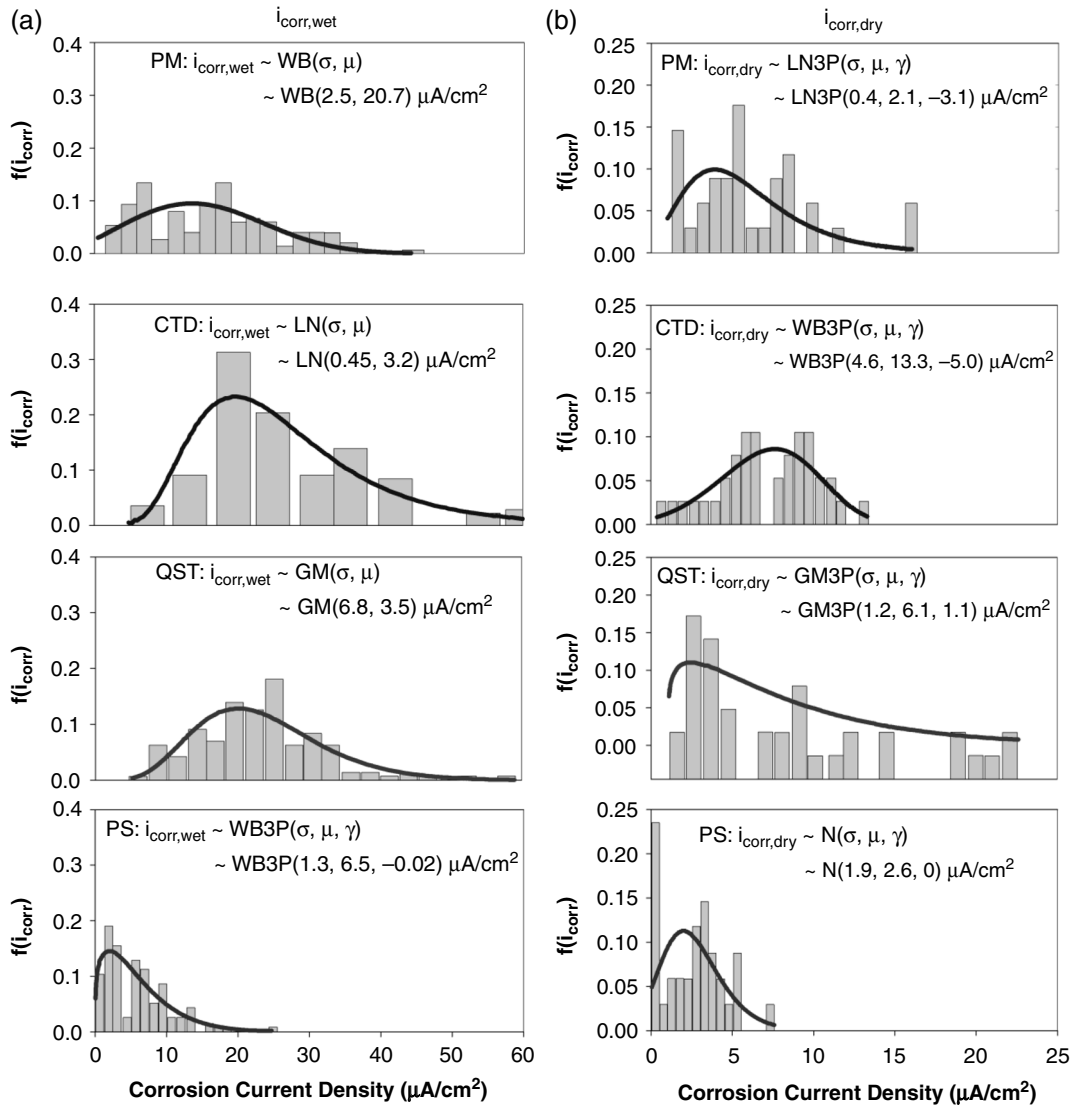 (a)
i_corr,wet
0.4
0.3
0.2
0.1
0.0
f(i_corr)
PM: i_corr,wet ~ WB(σ, μ)
~ WB(2.5, 20.7) μA/cm²
0.4
0.3
0.2
0.1
0.0
f(i_corr)
CTD: i_corr,wet ~ LN(σ, μ)
~ LN(0.45, 3.2) μA/cm²
0.4
0.3
0.2
0.1
0.0
f(i_corr)
QST: i_corr,wet ~ GM(σ, μ)
~ GM(6.8, 3.5) μA/cm²
0.4
0.3
0.2
0.1
0.0
f(i_corr)
PS: i_corr,wet ~ WB3P(σ, μ, γ)
~ WB3P(1.3, 6.5, –0.02) μA/cm²
0 10 20 30 40 50 60
Corrosion Current Density (μA/cm²)
(b)
i_corr,dry
0.25
0.20
0.15
0.10
0.05
0.00
f(i_corr)
PM: i_corr,dry ~ LN3P(σ, μ, γ)
~ LN3P(0.4, 2.1, –3.1) μA/cm²
0.25
0.20
0.15
0.10
0.05
0.00
f(i_corr)
CTD: i_corr,dry ~ WB3P(σ, μ, γ)
~ WB3P(4.6, 13.3, –5.0) μA/cm²
0.25
0.20
0.15
0.10
0.05
0.00
f(i_corr)
QST: i_corr,dry ~ GM3P(σ, μ, γ)
~ GM3P(1.2, 6.1, 1.1) μA/cm²
0.25
0.20
0.15
0.10
0.05
0.00
f(i_corr)
PS: i_corr,dry ~ N(σ, μ, γ)
~ N(1.9, 2.6, 0) μA/cm²
0 5 10 15 20 25
Corrosion Current Density (μA/cm²)